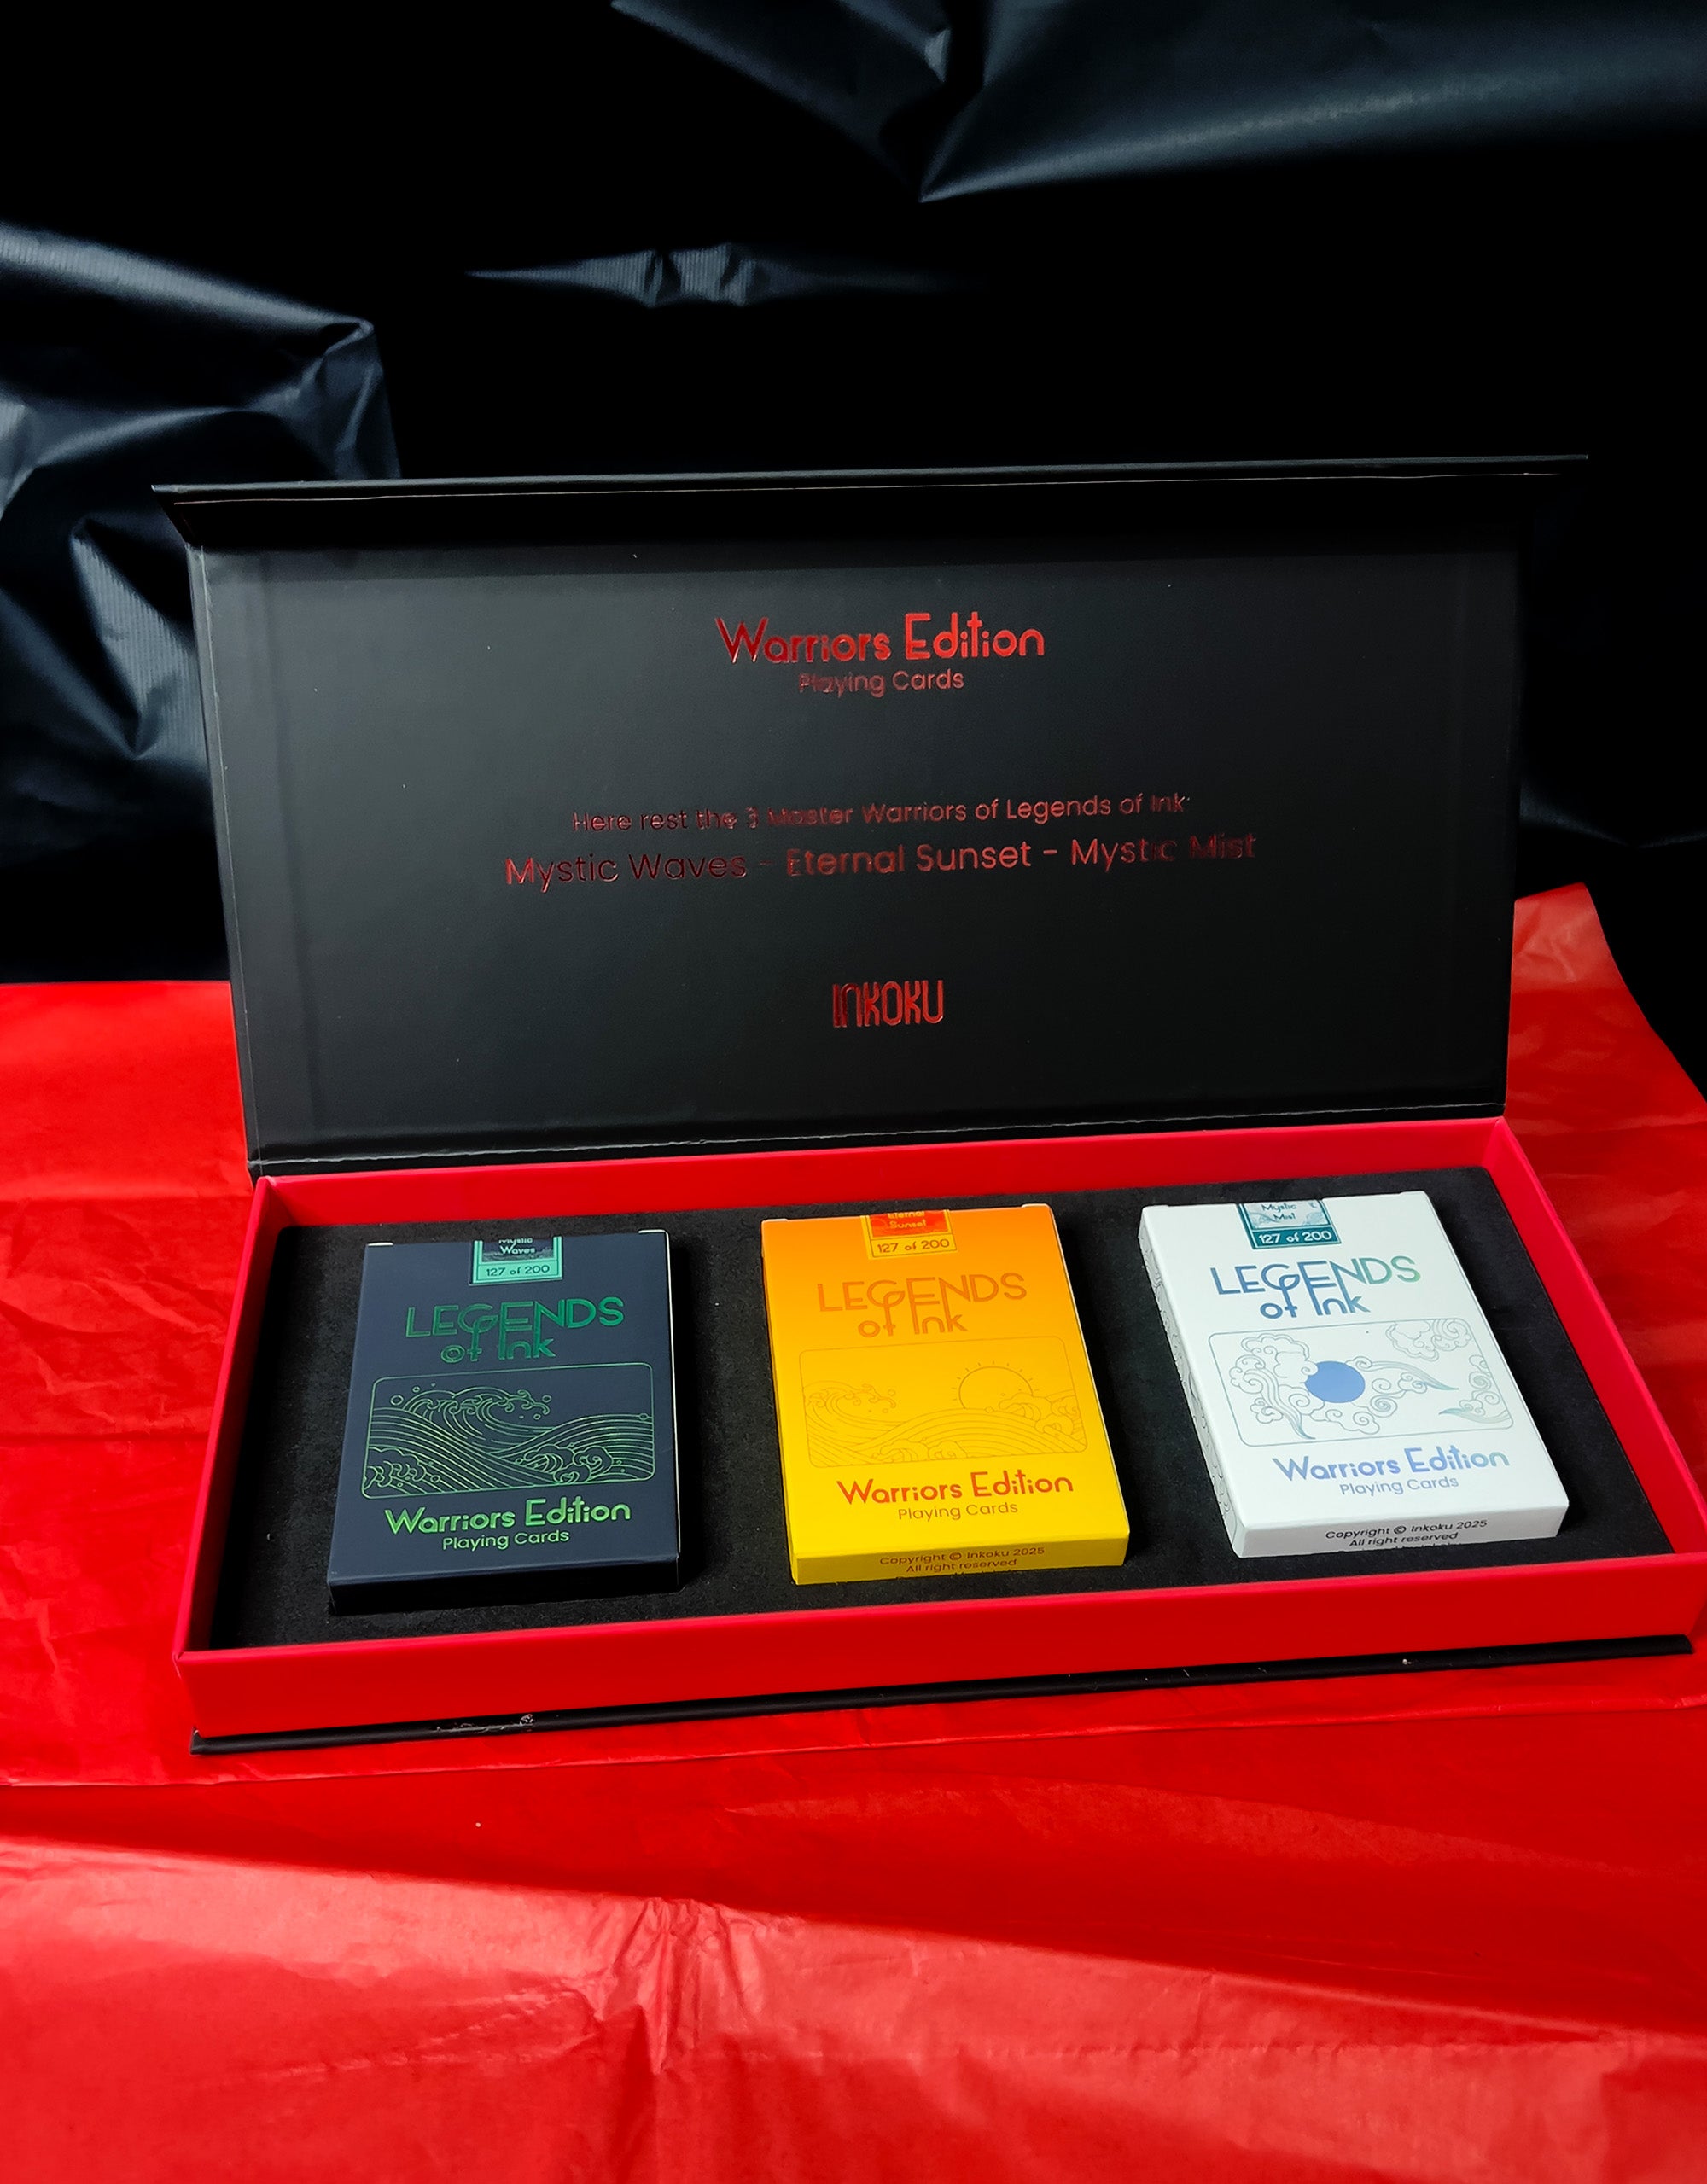 Warriors Edition
Playing Cards
Here rest the 3 Master Warriors of Legends of Ink:
Mystic Waves - Eternal Sunset - Mystic Mist
INKOKU
Mystic
Waves
127 of 200
LEGENDS
of Ink
Warriors Edition
Playing Cards
Eternal
Sunset
127 of 200
LEGENDS
of Ink
Warriors Edition
Playing Cards
Copyright © Inkoku 2025
All right reserved
Mystic
Mist
127 of 200
LEGENDS
of Ink
Warriors Edition
Playing Cards
Copyright © Inkoku 2025
All right reserved